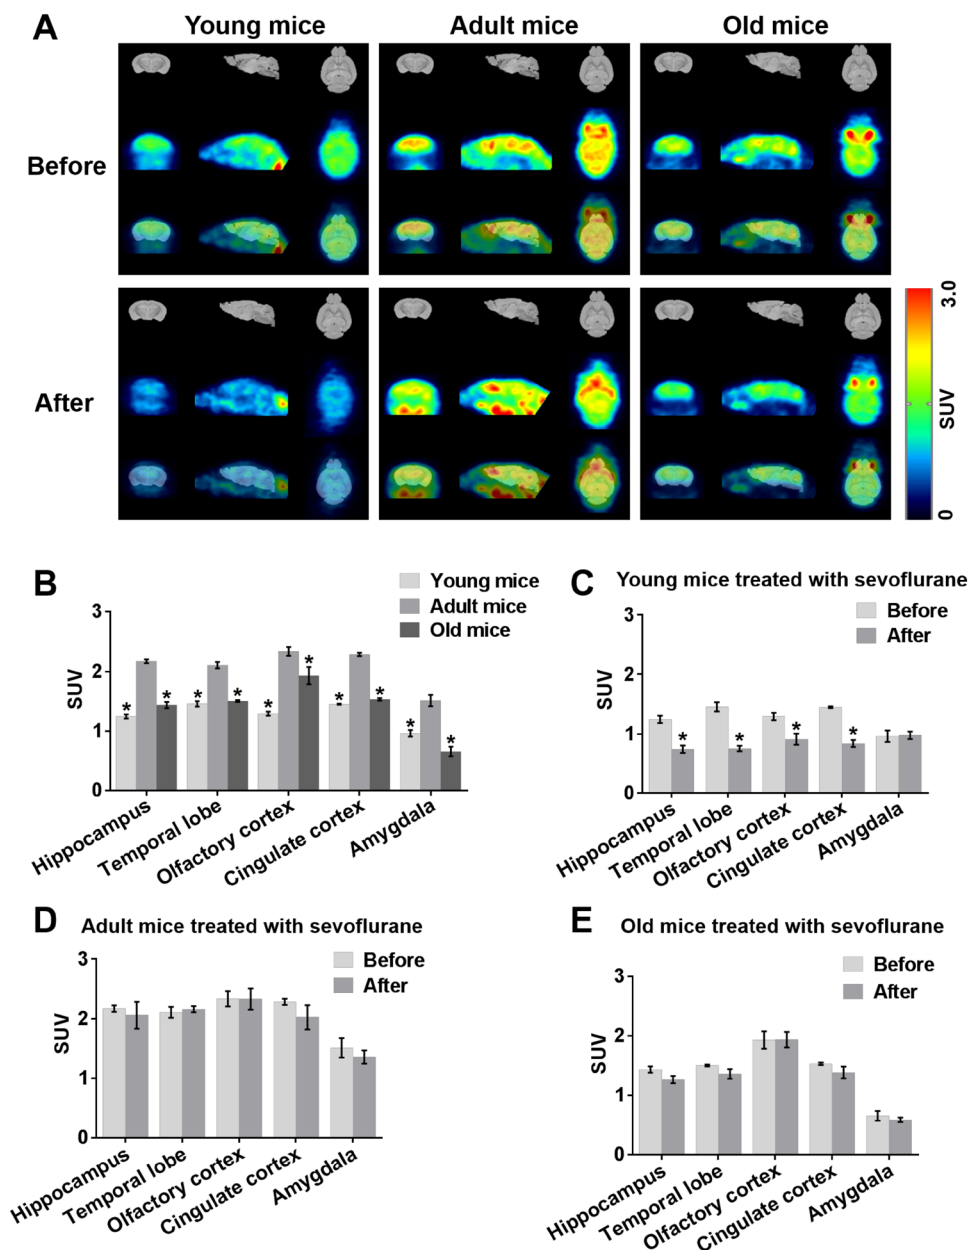 A
Young mice
Adult mice
Old mice
Before
After
3.0
SUV
0
B
Young mice
Adult mice
Old mice
3
2
1
0
SUV
* * * * * * * * * *
Hippocampus
Temporal lobe
Olfactory cortex
Cingulate cortex
Amygdala
C
Young mice treated with sevoflurane
Before
After
3
2
1
0
SUV
* * * *
Hippocampus
Temporal lobe
Olfactory cortex
Cingulate cortex
Amygdala
D
Adult mice treated with sevoflurane
Before
After
3
2
1
0
SUV
Hippocampus
Temporal lobe
Olfactory cortex
Cingulate cortex
Amygdala
E
Old mice treated with sevoflurane
Before
After
3
2
1
0
SUV
Hippocampus
Temporal lobe
Olfactory cortex
Cingulate cortex
Amygdala